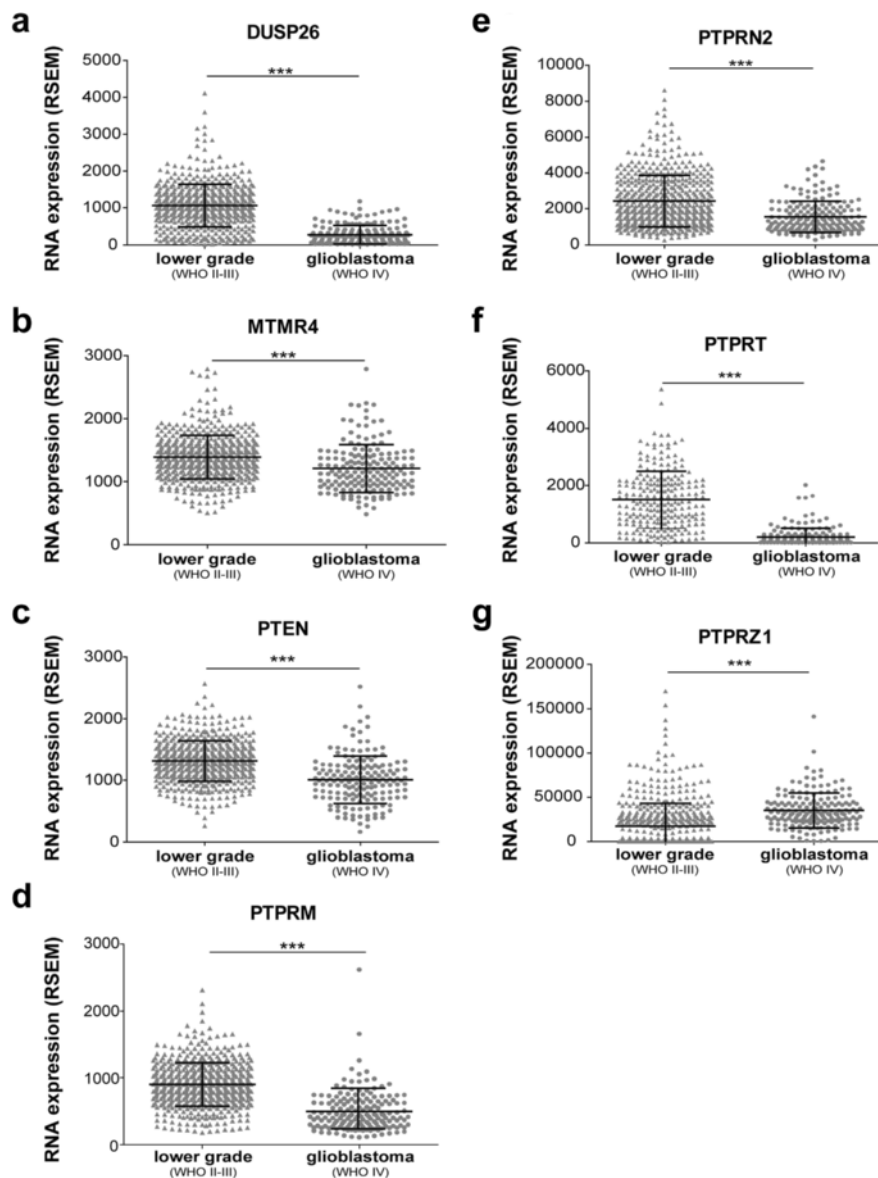 a
DUSP26
RNA expression (RSEM)
5000
4000
3000
2000
1000
0
***
lower grade glioblastoma
(WHO II-III) (WHO IV)
b
MTMR4
RNA expression (RSEM)
3000
2000
1000
0
***
lower grade glioblastoma
(WHO II-III) (WHO IV)
c
PTEN
RNA expression (RSEM)
3000
2000
1000
0
***
lower grade glioblastoma
(WHO II-III) (WHO IV)
d
PTPRM
RNA expression (RSEM)
3000
2000
1000
0
***
lower grade glioblastoma
(WHO II-III) (WHO IV)
e
PTPRN2
RNA expression (RSEM)
10000
8000
6000
4000
2000
0
***
lower grade glioblastoma
(WHO II-III) (WHO IV)
f
PTPRT
RNA expression (RSEM)
6000
4000
2000
0
***
lower grade glioblastoma
(WHO II-III) (WHO IV)
g
PTPRZ1
RNA expression (RSEM)
200000
150000
100000
50000
0
***
lower grade glioblastoma
(WHO II-III) (WHO IV)